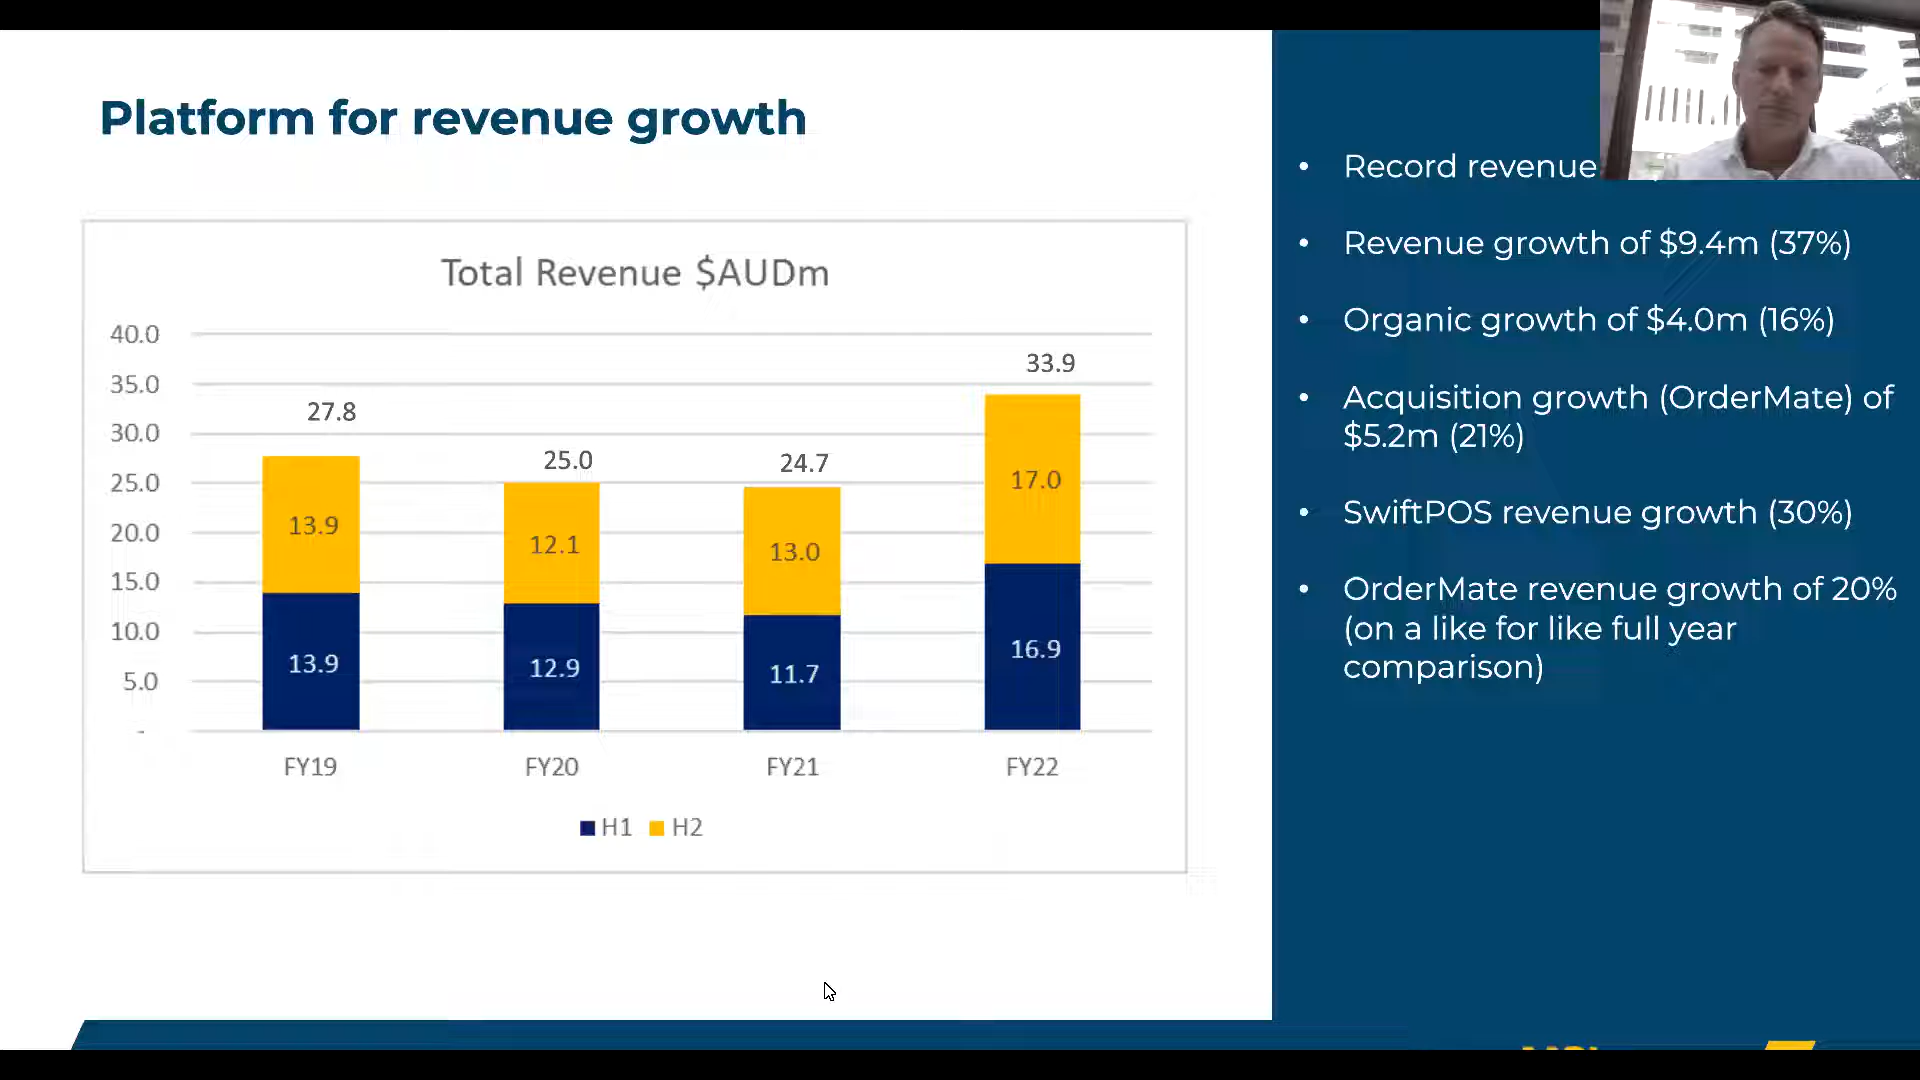 Platform for revenue growth
Total Revenue $AUDm
40.0
35.0
30.0
25.0
20.0
15.0
10.0
5.0
-
27.8
25.0
24.7
33.9
13.9
12.1
13.0
17.0
13.9
12.9
11.7
16.9
FY19
FY20
FY21
FY22
H1
H2
• Record revenue
• Revenue growth of $9.4m (37%)
• Organic growth of $4.0m (16%)
• Acquisition growth (OrderMate) of
$5.2m (21%)
• SwiftPOS revenue growth (30%)
• OrderMate revenue growth of 20%
(on a like for like full year
comparison)